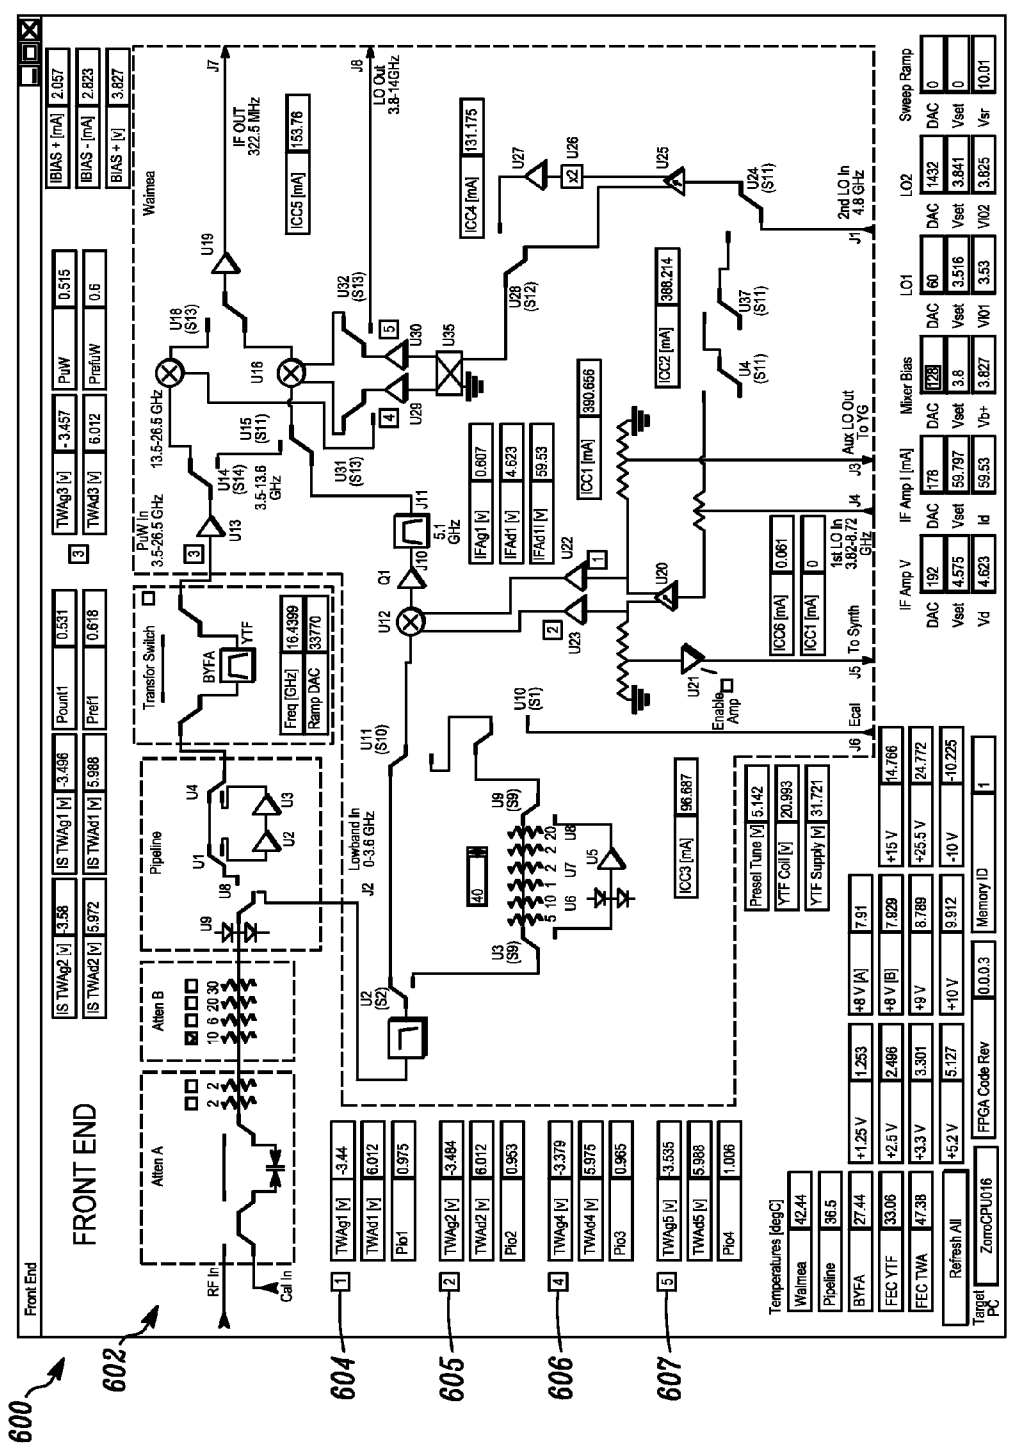 Front End
FRONT END
IS TWAg2 [v] -3.58
IS TWAd2 [v] 5.972
IS TWAg1 [v] -3.496
IS TWAd1 [v] 5.988
Pount1 0.531
Pref1 0.618
3
TWAg3 [v] -3.457
TWAd3 [v] 6.012
PuW 0.515
PrefuW 0.6
IBIAS + [mA] 2.057
IBIAS - [mA] 2.823
BIAS + [v] 3.827
Atten A
2 2
Atten B
10 6 20 30
Pipeline
U9
U8
U1
U4
U2
U3
Transfor Switch
BYFA
YTF
Freq [GHz] 16.4399
Ramp DAC 33770
PuW In
3.5-26.5 GHz
3
U13
Waimea
13.5-26.5 GHz
U14
(S14)
3.5-13.6
GHz
U15
(S11)
U18
(S13)
U16
U19
IF OUT
322.5 MHz
J7
J8
LO Out
3.8-14GHz
RF In
Cal In
Lowband In
0-3.6 GHz
J2
U2
(S2)
U11
(S10)
U12
Q1
J10
J11
5.1
GHz
U31
(S13)
U32
(S13)
4
5
U29
U30
U35
ICC5 [mA] 153.76
ICC4 [mA] 131.175
U28
(S12)
U27
x2
U26
U25
U24
(S11)
2nd LO In
4.8 GHz
J1
IFAg1 [v] 0.607
IFAd1 [v] 4.623
IFAd1I [v] 59.53
ICC1 [mA] 390.656
ICC2 [mA] 388.214
U37
(S11)
U4
(S11)
U22
1
2
U23
U20
U21
Enable
Amp
ICC6 [mA] 0.061
ICC1 [mA] 0
1st LO In
3.82-8.72
GHz
J4
Aux LO Out
To YG
J3
To Synth
J5
Ecal
J6
U10
(S1)
U3
(S9)
U9
(S9)
5 10 1 2 2 20
U6 U7 U8
U5
40
ICC3 [mA] 96.687
Presel Tune [v] 5.142
YTF Coll [v] 20.993
YTF Supply [v] 31.721
1
TWAg1 [v] -3.44
TWAd1 [v] 6.012
Pio1 0.975
2
TWAg2 [v] -3.484
TWAd2 [v] 6.012
Pio2 0.953
4
TWAg4 [v] -3.379
TWAd4 [v] 5.975
Pio3 0.965
5
TWAg5 [v] -3.535
TWAd5 [v] 5.988
Pio4 1.006
Temperatures [degC]
Waimea 42.44
Pipeline 36.5
BYFA 27.44
FEC YTF 33.06
FEC TWA 47.38
Refresh All
Target
PC
ZorroCPU016
+1.25 V 1.253
+2.5 V 2.496
+3.3 V 3.301
+5.2 V 5.127
+8 V [A] 7.91
+8 V [B] 7.929
+9 V 8.789
+10 V 9.912
+15 V 14.766
+25.5 V 24.772
-10 V -10.225
FPGA Code Rev 0.0.0.3
Memory ID 1
IF Amp V
DAC 192
Vset 4.575
Vd 4.623
IF Amp I [mA]
DAC 178
Vset 59.797
Id 59.53
Mixer Bias
DAC 128
Vset 3.8
Vb+ 3.827
LO1
DAC 60
Vset 3.516
Vl01 3.53
LO2
DAC 1432
Vset 3.841
Vl02 3.825
Sweep Ramp
DAC 0
Vset 0
Vsr 10.01
600
602
604
605
606
607